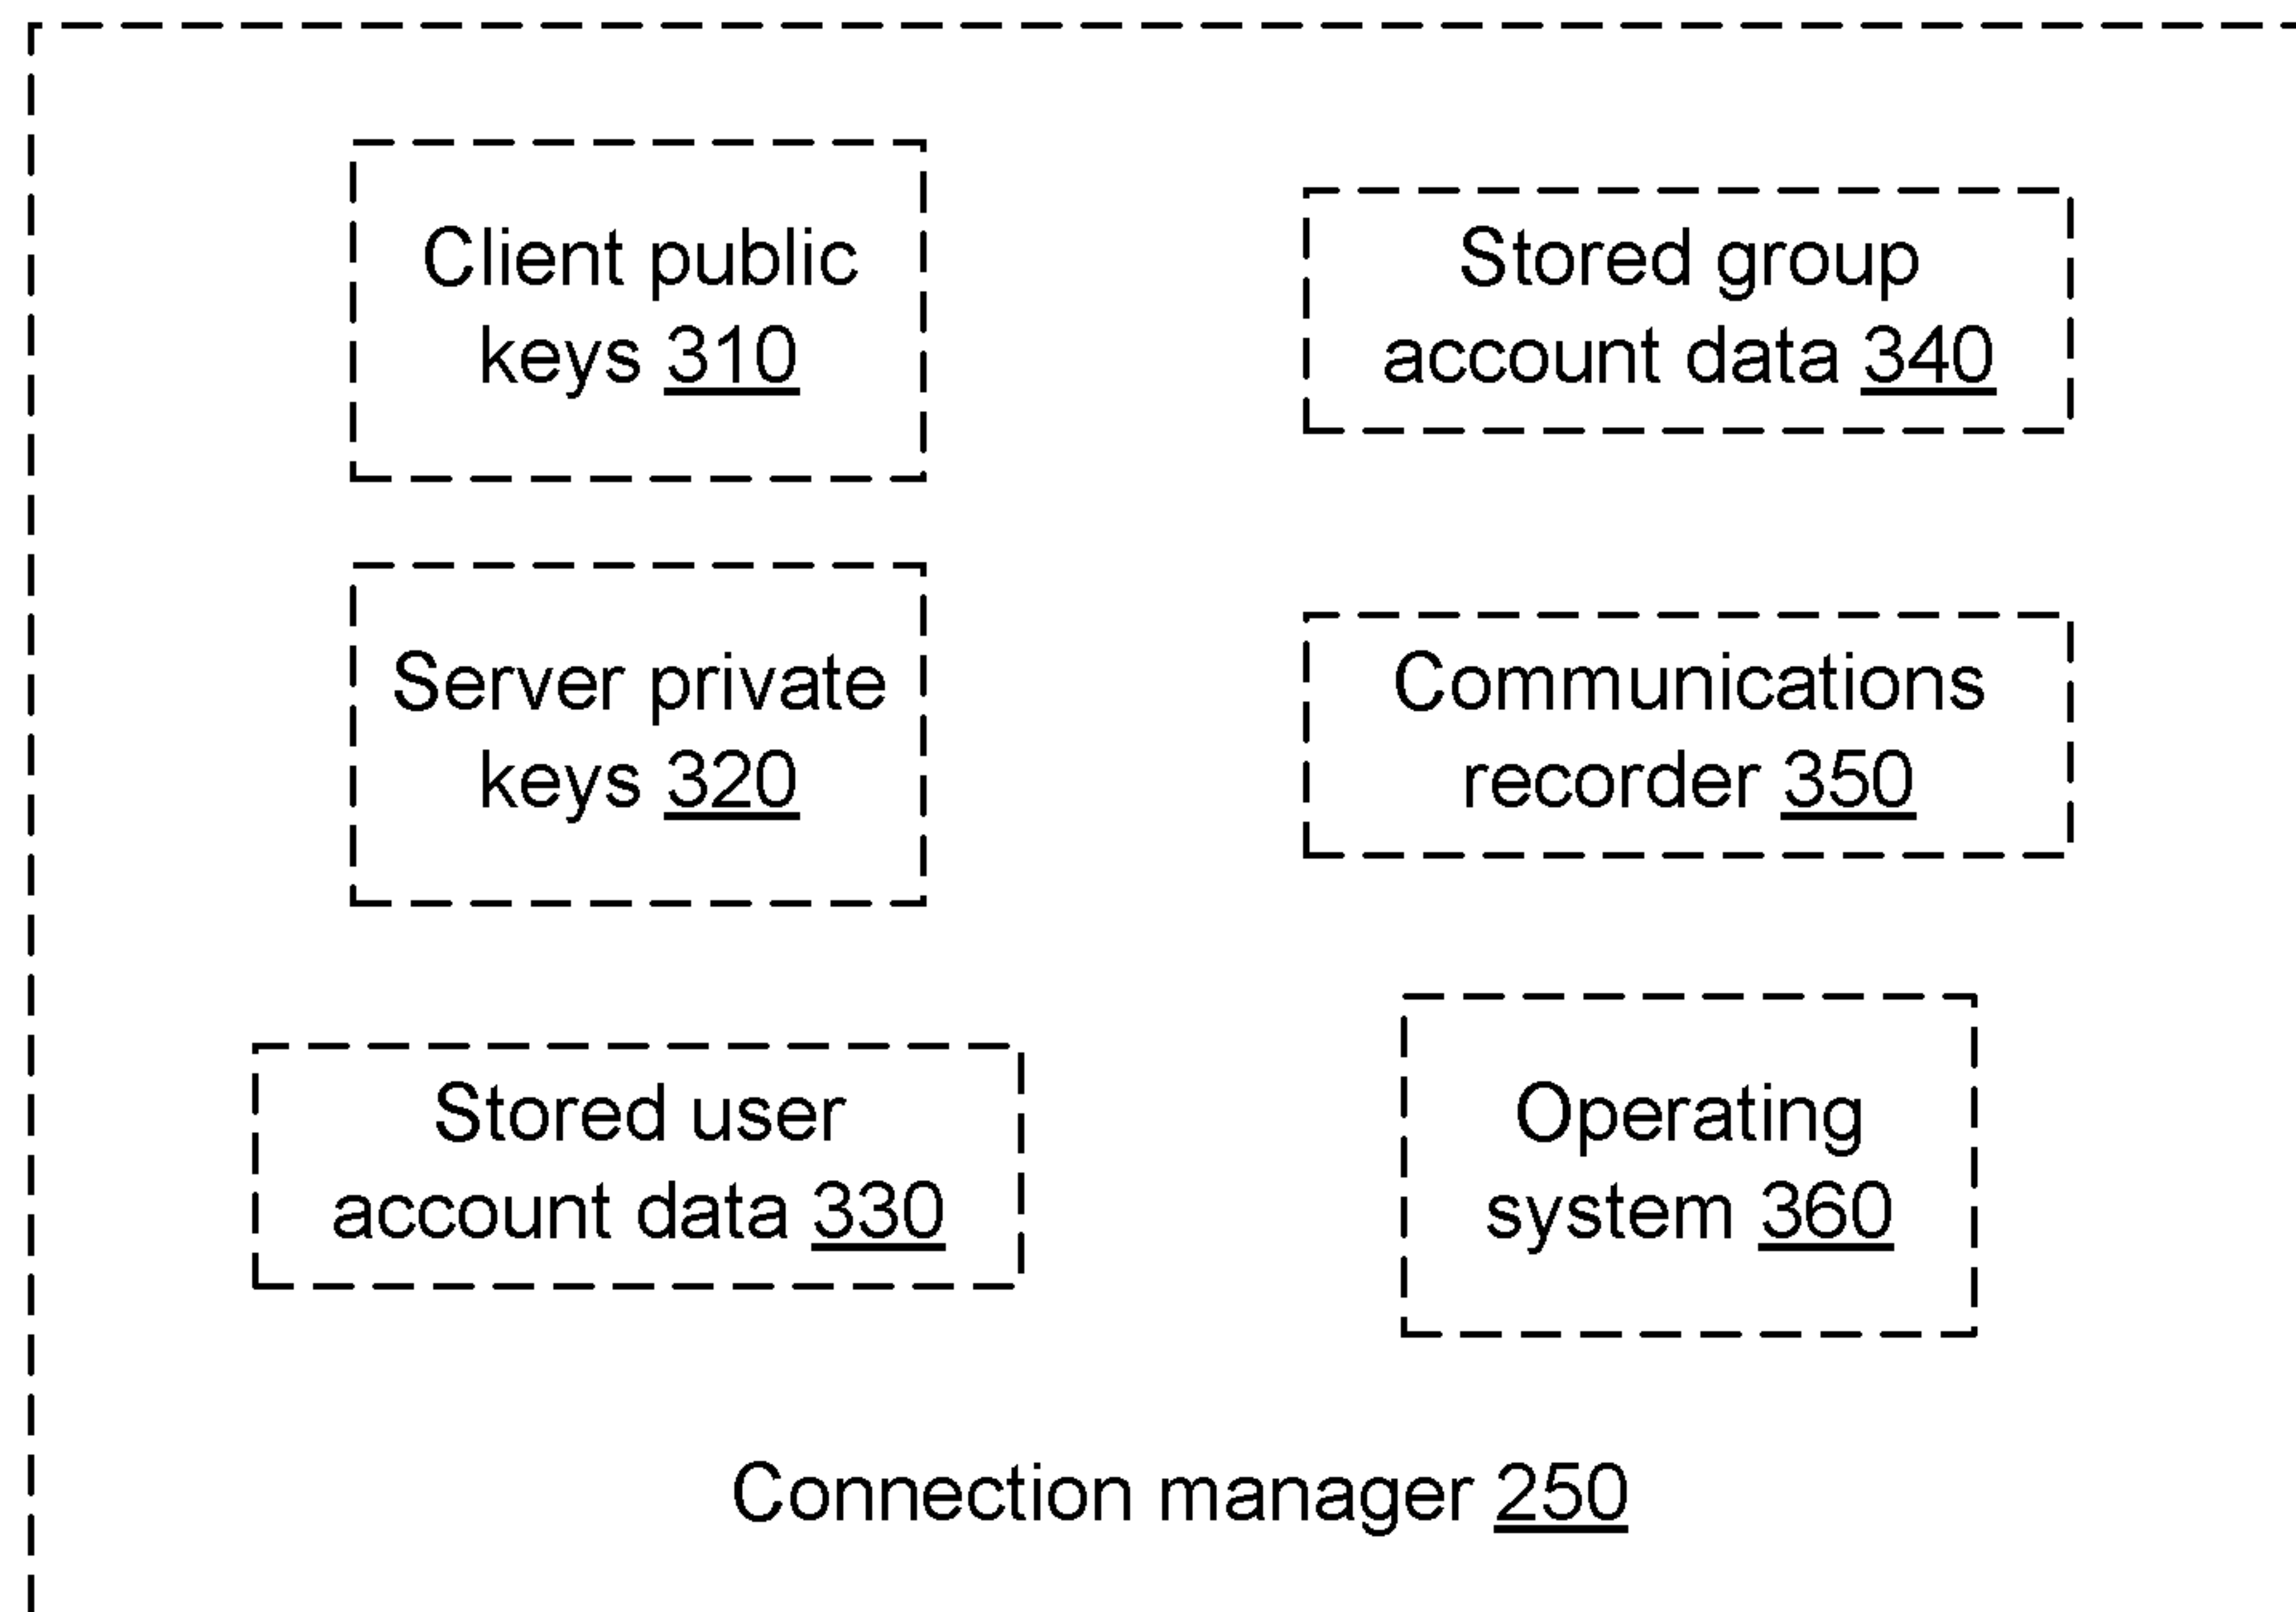 Client public
keys 310
Server private
keys 320
Stored user
account data 330
Stored group
account data 340
Communications
recorder 350
Operating
system 360
Connection manager 250